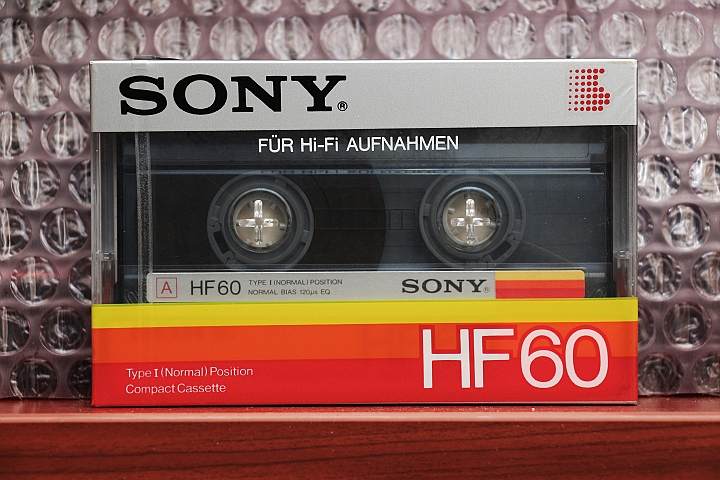 SONY®
FÜR Hi-Fi AUFNAHMEN
A HF60 TYPE I (NORMAL) POSITION
NORMAL BIAS 120μs EQ
SONY®
HF60
Type I (Normal) Position
Compact Cassette